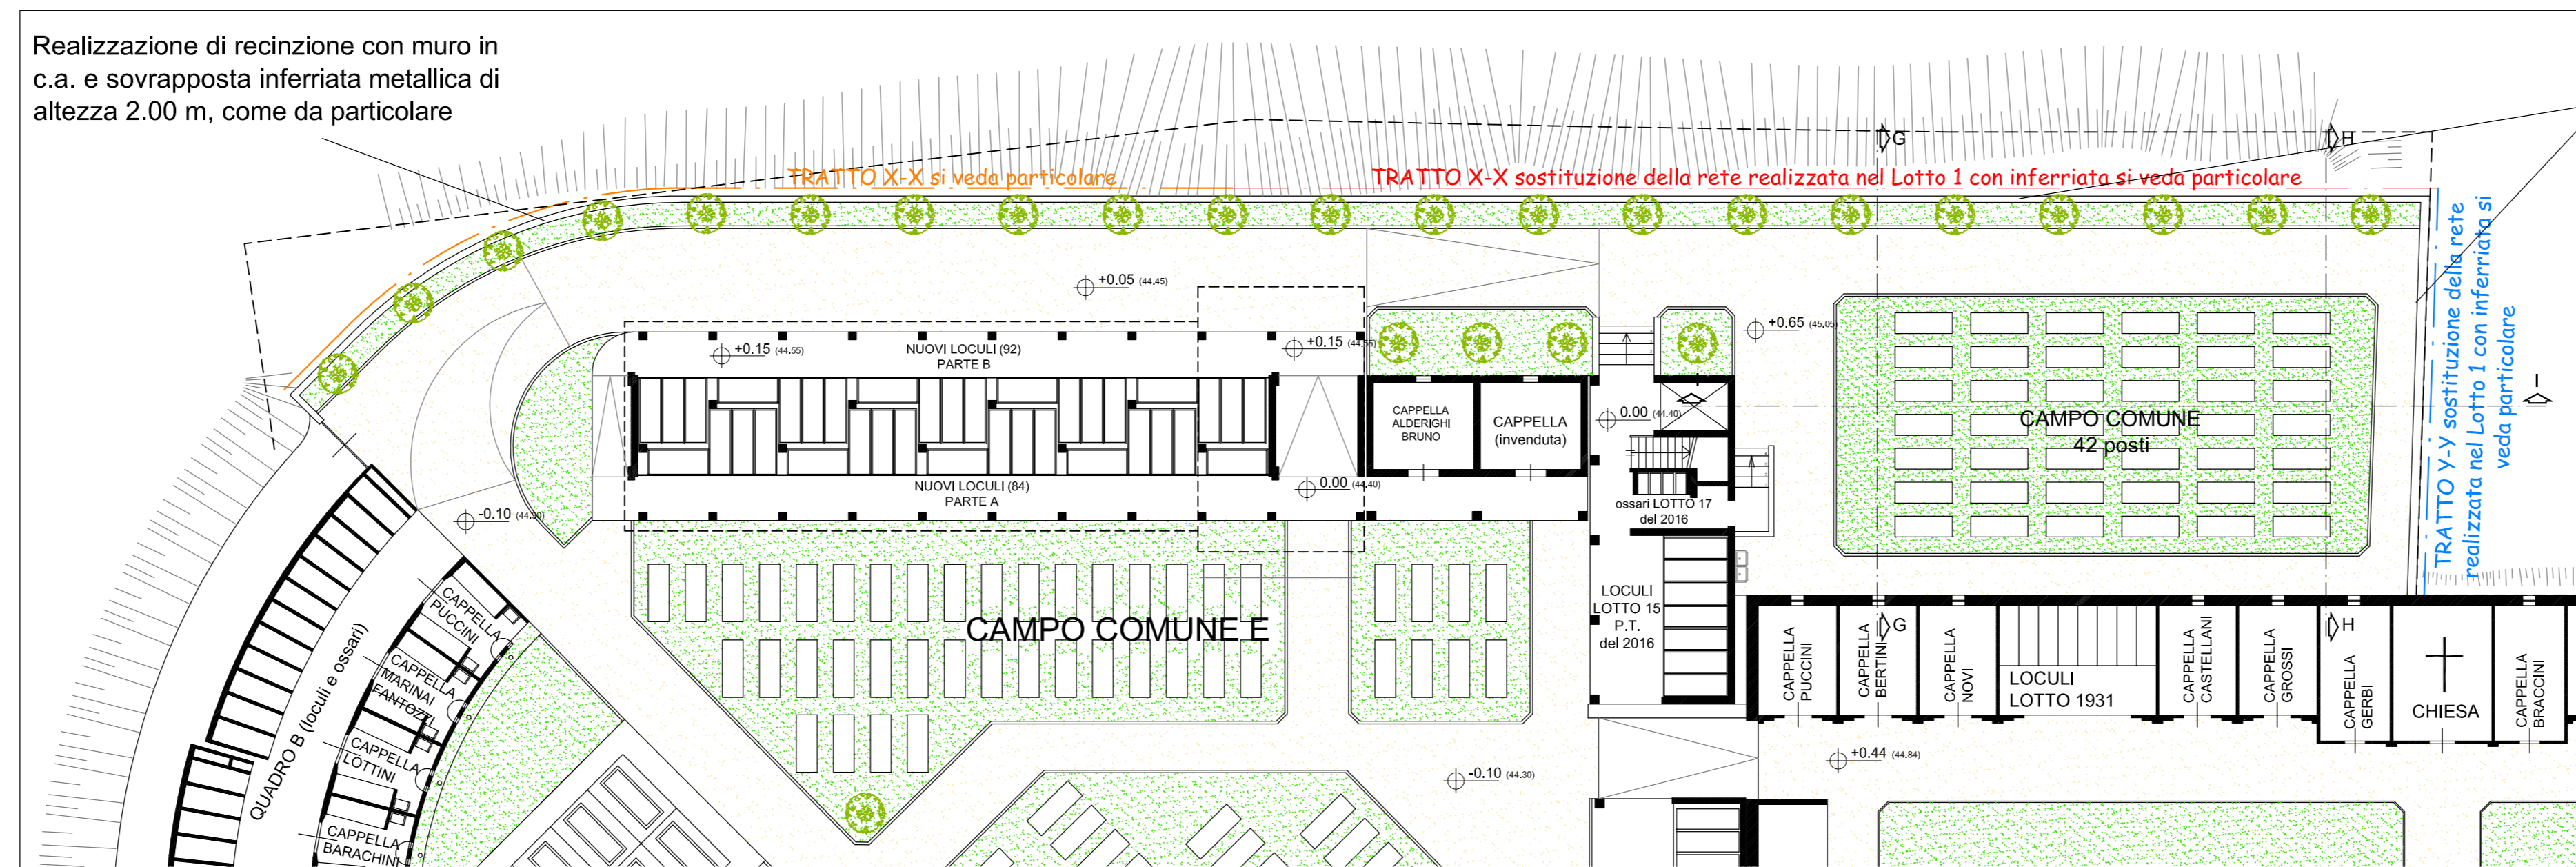 Realizzazione di recinzione con muro in
c.a. e sovrapposta inferriata metallica di
altezza 2.00 m, come da particolare
TRATTO X-X si veda particolare
TRATTO X-X sostituzione della rete realizzata nel Lotto 1 con inferriata si veda particolare
G
H
TRATTO Y-Y sostituzione della rete
realizzata nel Lotto 1 con inferriata si
veda particolare
+0.05 (44.45)
+0.65 (45.05)
+0.15 (44.55)
NUOVI LOCULI (92)
PARTE B
+0.15 (44.55)
I
I
CAPPELLA
ALDERIGHI
BRUNO
CAPPELLA
(invenduta)
0.00 (44.40)
CAMPO COMUNE
42 posti
NUOVI LOCULI (84)
PARTE A
0.00 (44.40)
-0.10 (44.30)
ossari LOTTO 17
del 2016
LOCULI
LOTTO 15
P.T.
del 2016
CAMPO COMUNE E
QUADRO B (loculi e ossari)
CAPPELLA
PUCCINI
CAPPELLA
MARINAI
FANTOZZI
CAPPELLA
LOTTINI
CAPPELLA
BARACHINI
CAPPELLA
PUCCINI
CAPPELLA
BERTINI
G
CAPPELLA
NOVI
LOCULI
LOTTO 1931
CAPPELLA
CASTELLANI
CAPPELLA
GROSSI
H
CAPPELLA
GERBI
CHIESA
CAPPELLA
BRACCINI
+0.44 (44.84)
-0.10 (44.30)